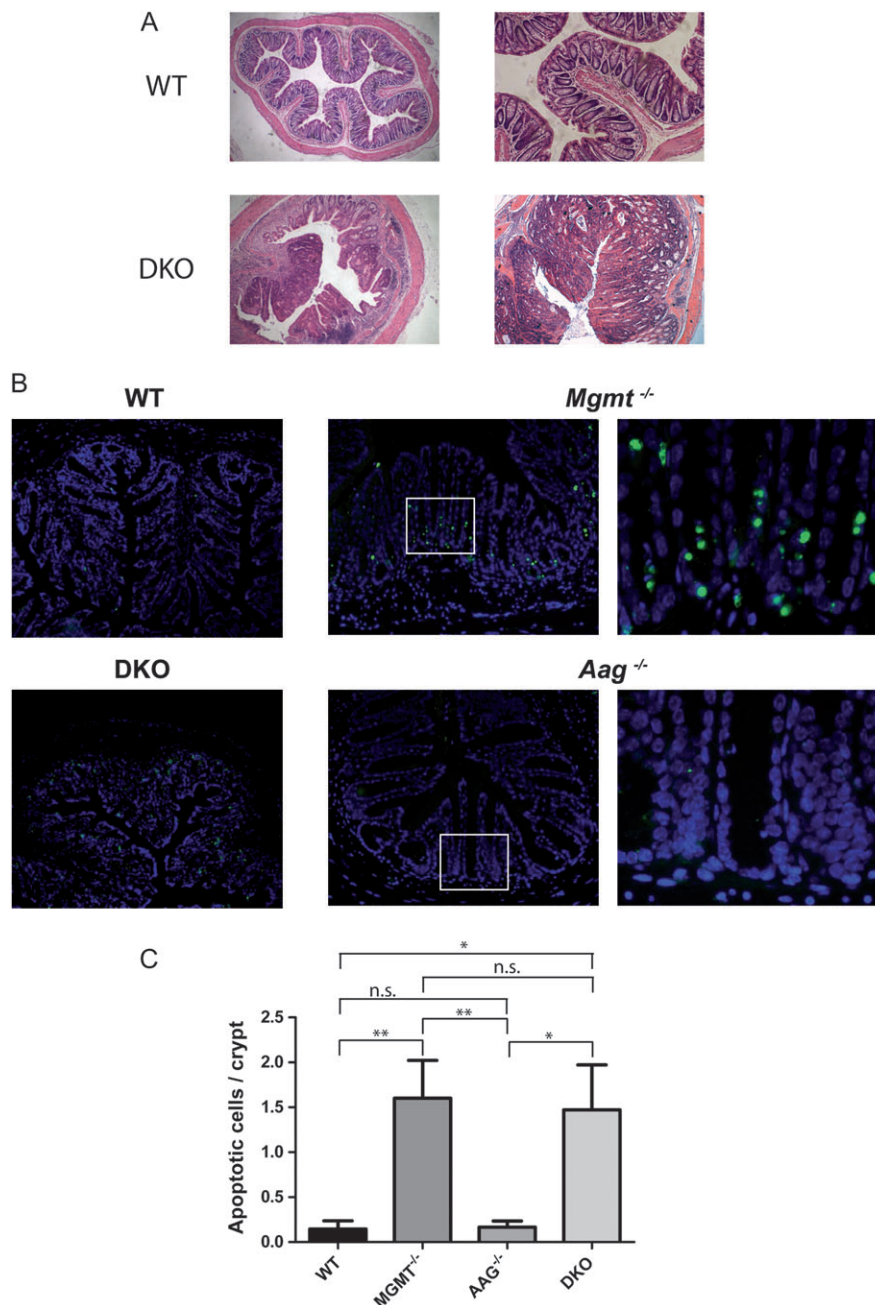 A
WT
DKO
B
WT
Mgmt -/-
DKO
Aag -/-
C
*
n.s.
n.s.
**
**
*
Apoptotic cells / crypt
2.5
2.0
1.5
1.0
0.5
0.0
WT
MGMT-/-
AAG-/-
DKO